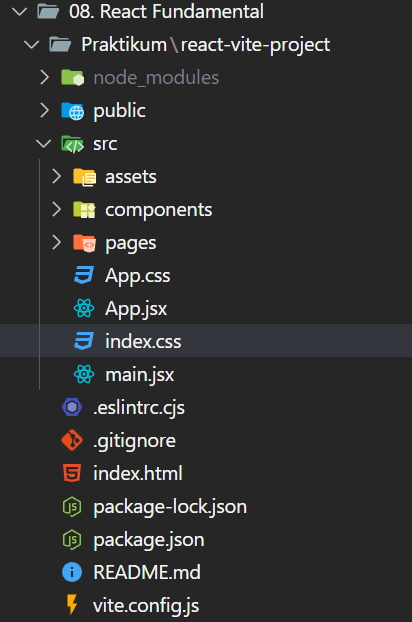 08. React Fundamental
Praktikum\react-vite-project
node_modules
public
src
assets
components
pages
App.css
App.jsx
index.css
main.jsx
.eslintrc.cjs
.gitignore
index.html
package-lock.json
package.json
README.md
vite.config.js